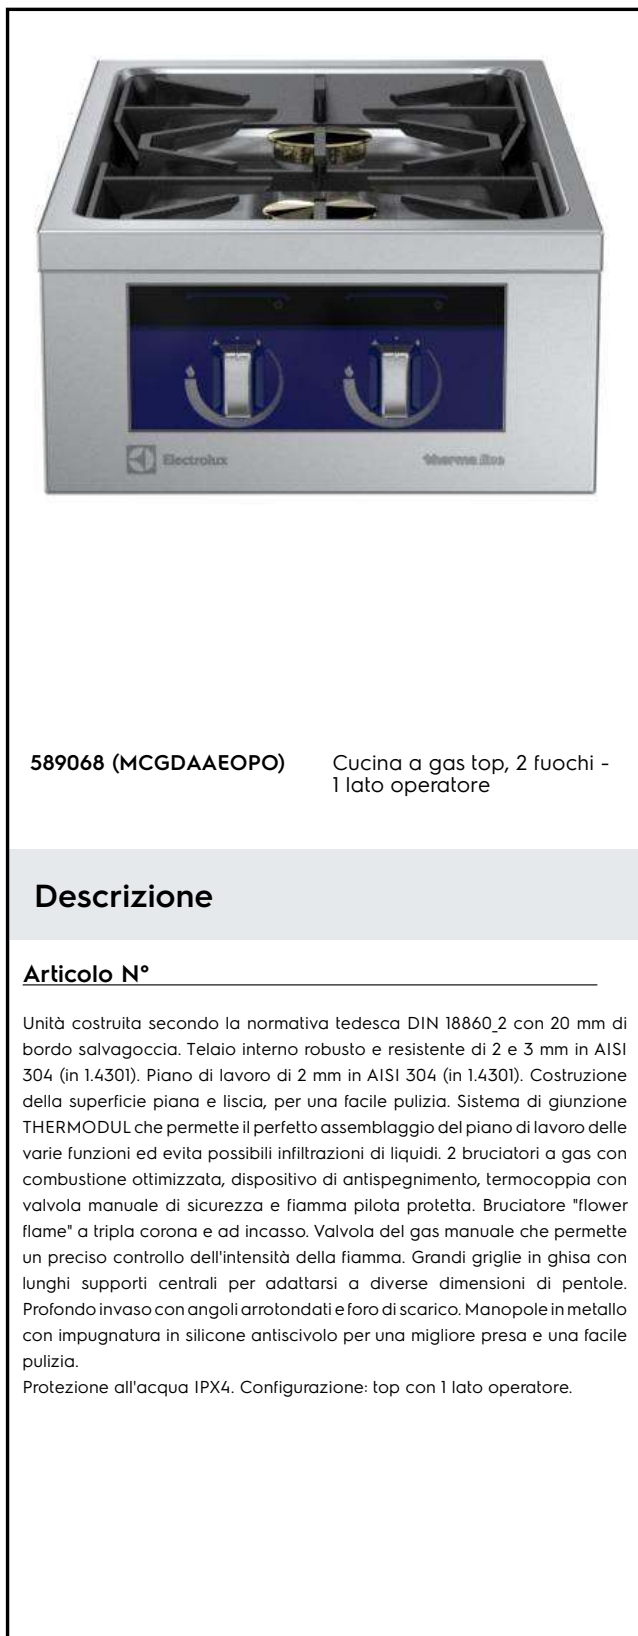 Electrolux
therma line
589068 (MCGDAAEOPO)
Cucina a gas top, 2 fuochi -
1 lato operatore
Descrizione
Articolo N°
Unità costruita secondo la normativa tedesca DIN 18860_2 con 20 mm di
bordo salvagoccia. Telaio interno robusto e resistente di 2 e 3 mm in AISI
304 (in 1.4301). Piano di lavoro di 2 mm in AISI 304 (in 1.4301). Costruzione
della superficie piana e liscia, per una facile pulizia. Sistema di giunzione
THERMODUL che permette il perfetto assemblaggio del piano di lavoro delle
varie funzioni ed evita possibili infiltrazioni di liquidi. 2 bruciatori a gas con
combustione ottimizzata, dispositivo di antispegnimento, termocoppia con
valvola manuale di sicurezza e fiamma pilota protetta. Bruciatore "flower
flame" a tripla corona e ad incasso. Valvola del gas manuale che permette
un preciso controllo dell'intensità della fiamma. Grandi griglie in ghisa con
lunghi supporti centrali per adattarsi a diverse dimensioni di pentole.
Profondo invaso con angoli arrotondati e foro di scarico. Manopole in metallo
con impugnatura in silicone antiscivolo per una migliore presa e una facile
pulizia.
Protezione all'acqua IPX4. Configurazione: top con 1 lato operatore.